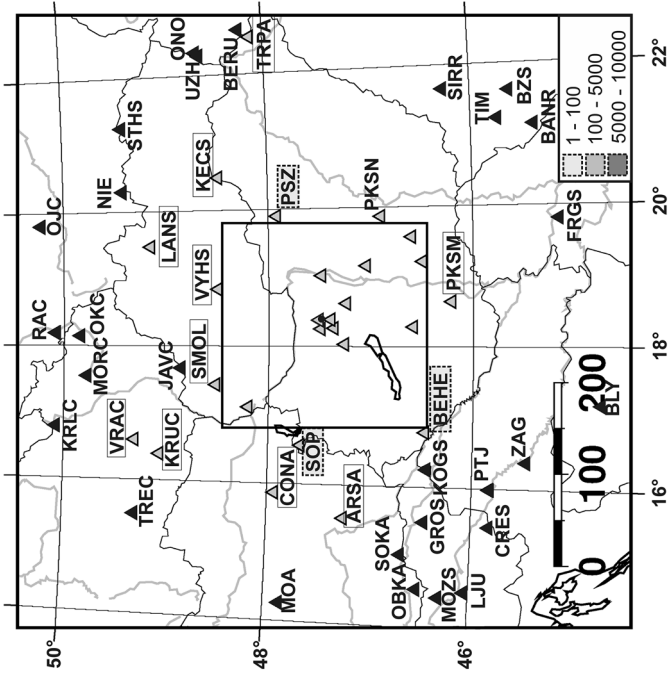 50°
KRLC
RAC
OJC
MORC
OKC
TREC
VRAC
NIE
STHS
KRUC
JAVC
LANS
SMOL
VYHS
KECS
UZH
ONO
BERU
TRPA
48°
MOA
CONA
SOP
PSZ
ARSA
PKSN
SOKA
OBKA
GROS
KOGS
BEHE
PKSM
SIRR
MOZS
46°
LJU
CRES
PTJ
TIM
ZAG
BZS
BANR
FRGS
1 - 100
100 - 5000
5000 - 10000
0 100 200
BLY
16° 18° 20° 22°